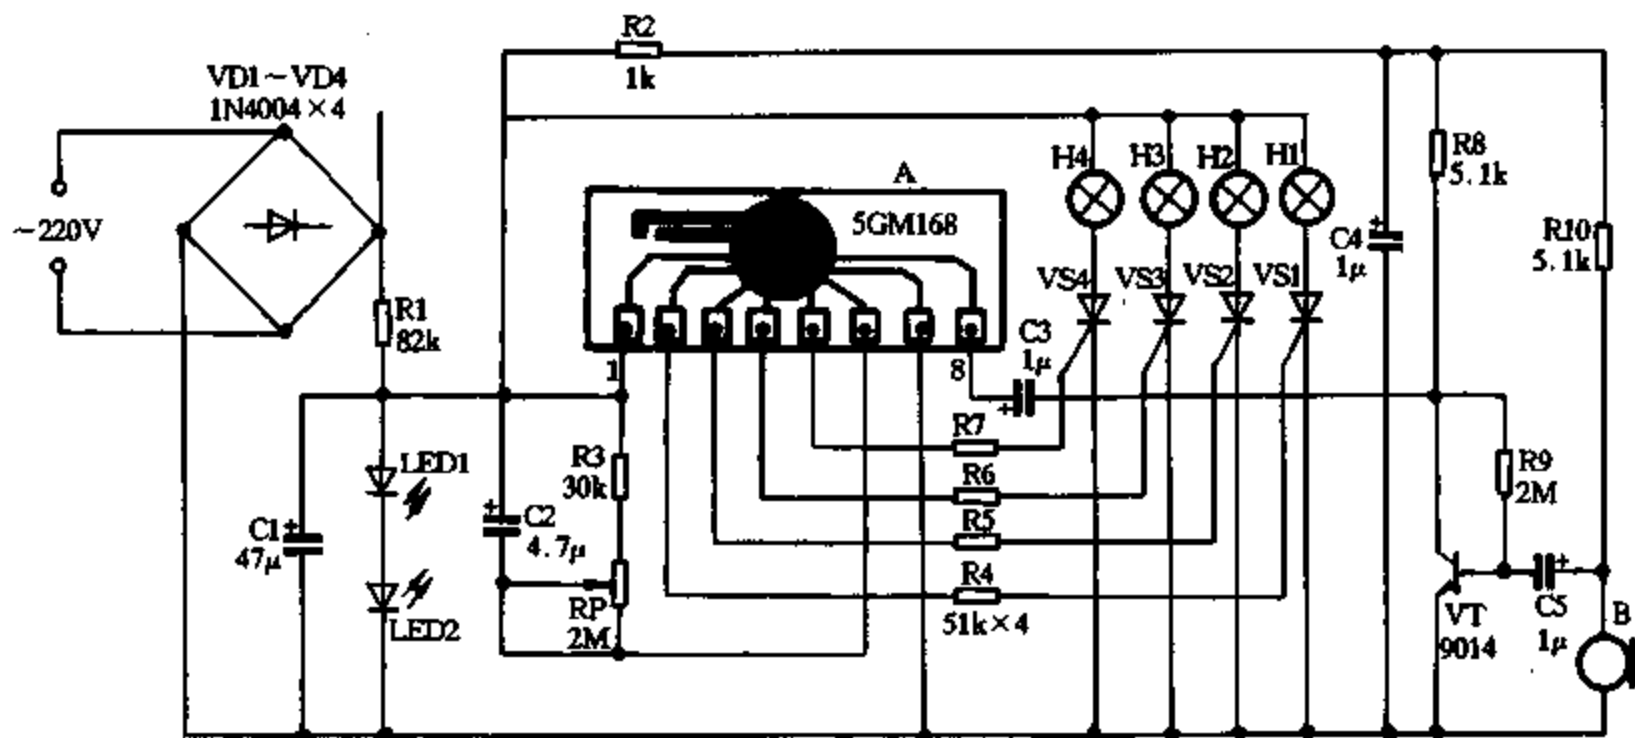 R2
1k
VD1～VD4
1N4004×4
～220V
R1
82k
A
5GM168
1
8
H4
H3
H2
H1
VS4
VS3
VS2
VS1
C3
1μ
C4
1μ
R8
5.1k
R10
5.1k
LED1
LED2
C1
47μ
C2
4.7μ
R3
30k
RP
2M
R7
R6
R5
R4
51k×4
R9
2M
VT
9014
C5
1μ
B